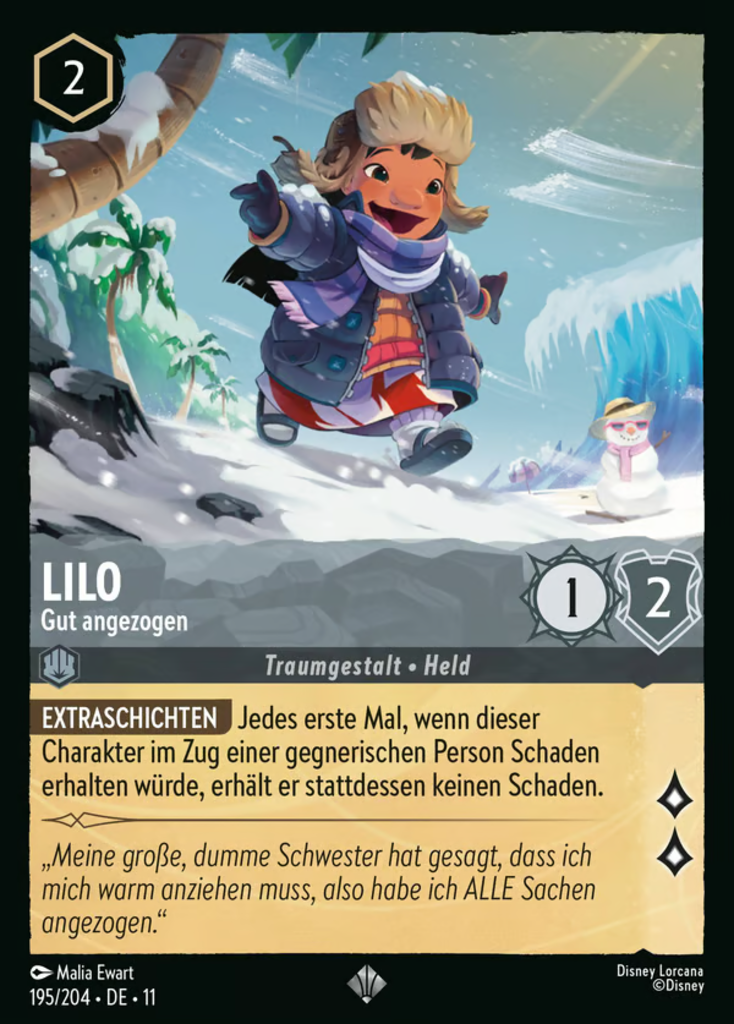 2
LILO
Gut angezogen
1
2
Traumgestalt • Held
EXTRASCHICHTEN Jedes erste Mal, wenn dieser
Charakter im Zug einer gegnerischen Person Schaden
erhalten würde, erhält er stattdessen keinen Schaden.
„Meine große, dumme Schwester hat gesagt, dass ich
mich warm anziehen muss, also habe ich ALLE Sachen
angezogen.“
Malia Ewart
195/204 • DE • 11
Disney Lorcana
©Disney